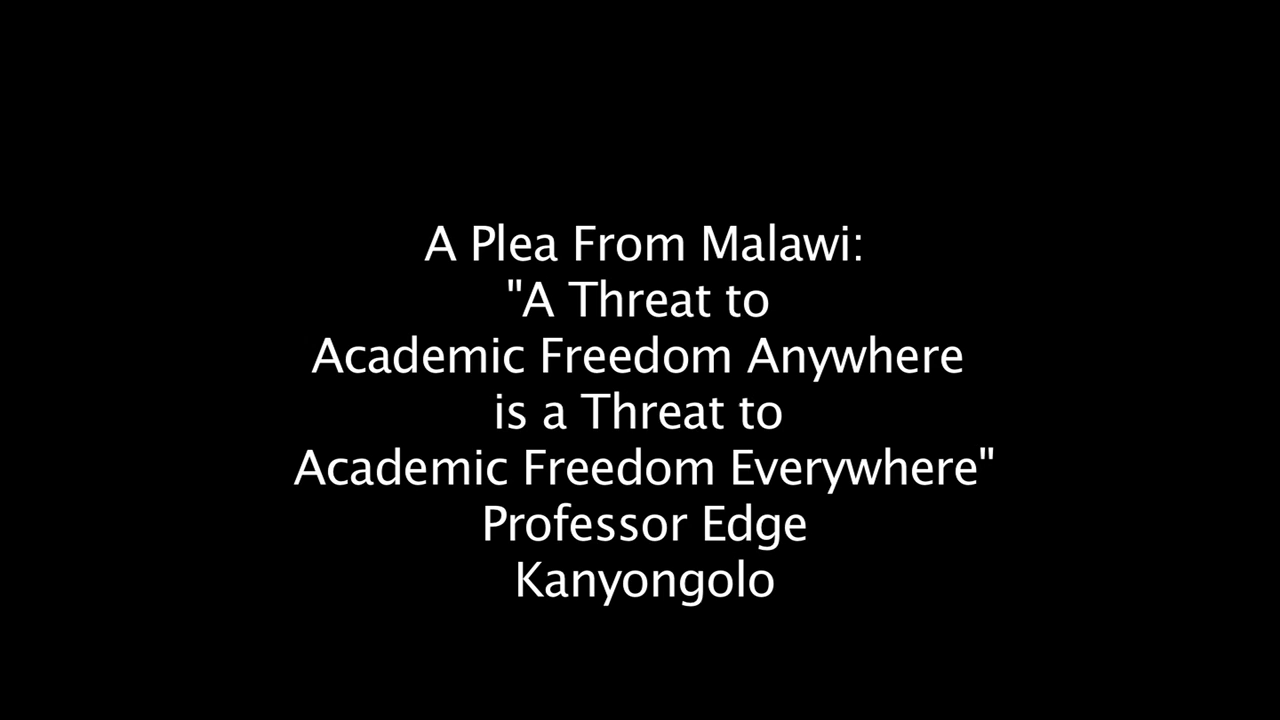 A Plea From Malawi:
"A Threat to
Academic Freedom Anywhere
is a Threat to
Academic Freedom Everywhere"
Professor Edge
Kanyongolo